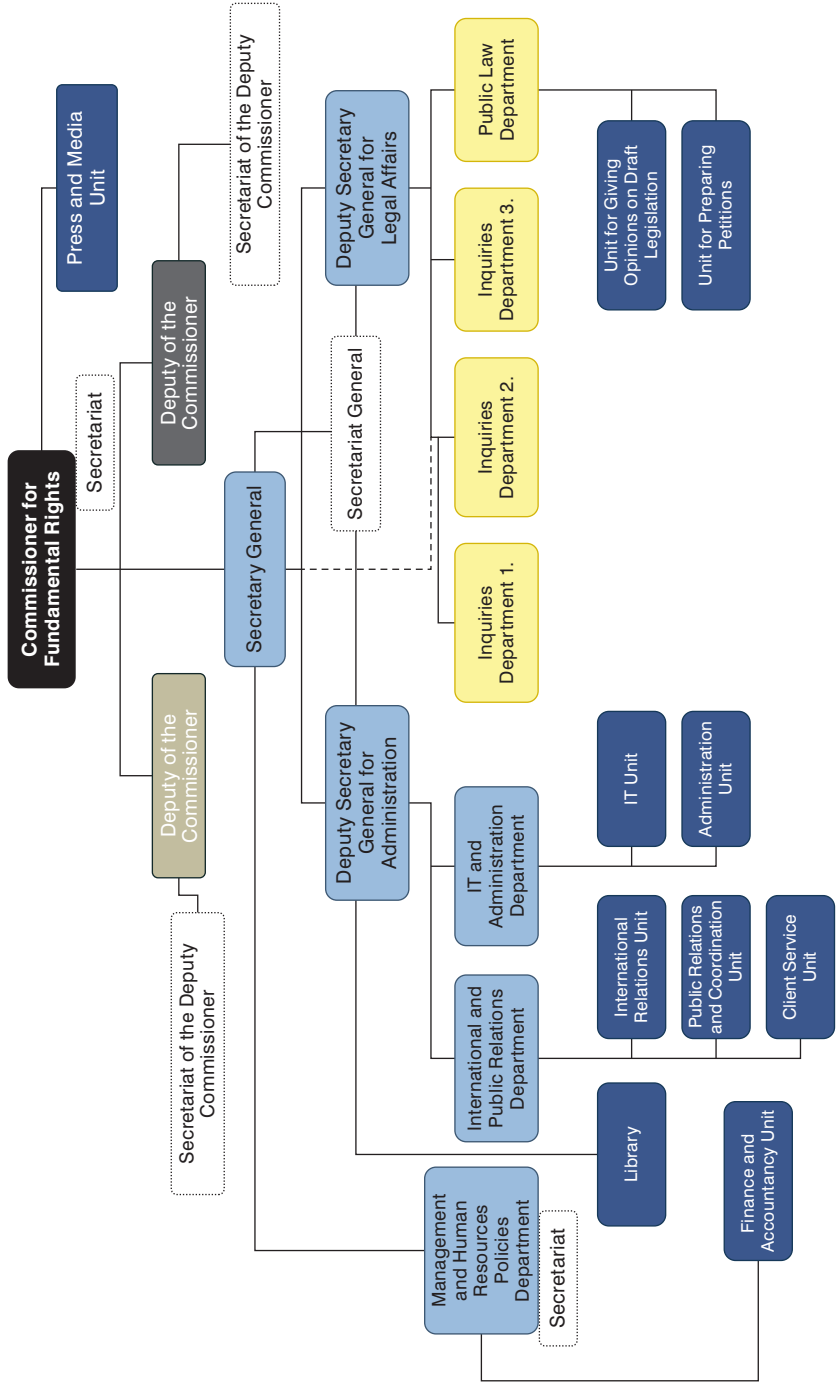 Commissioner for
Fundamental Rights
Press and Media
Unit
Secretariat
Deputy of the
Commissioner
Deputy of the
Commissioner
Secretariat of the Deputy
Commissioner
Secretariat of the Deputy
Commissioner
Secretary General
Deputy Secretary
General for
Administration
Secretariat General
Deputy Secretary
General for
Legal Affairs
Management
and Human
Resources
Policies
Department
Secretariat
International and
Public Relations
Department
IT and
Administration
Department
Inquiries
Department 1.
Inquiries
Department 2.
Inquiries
Department 3.
Public Law
Department
Library
International
Relations Unit
IT Unit
Unit for Giving
Opinions on Draft
Legislation
Public Relations
and Coordination
Unit
Administration
Unit
Unit for Preparing
Petitions
Finance and
Accountancy Unit
Client Service
Unit